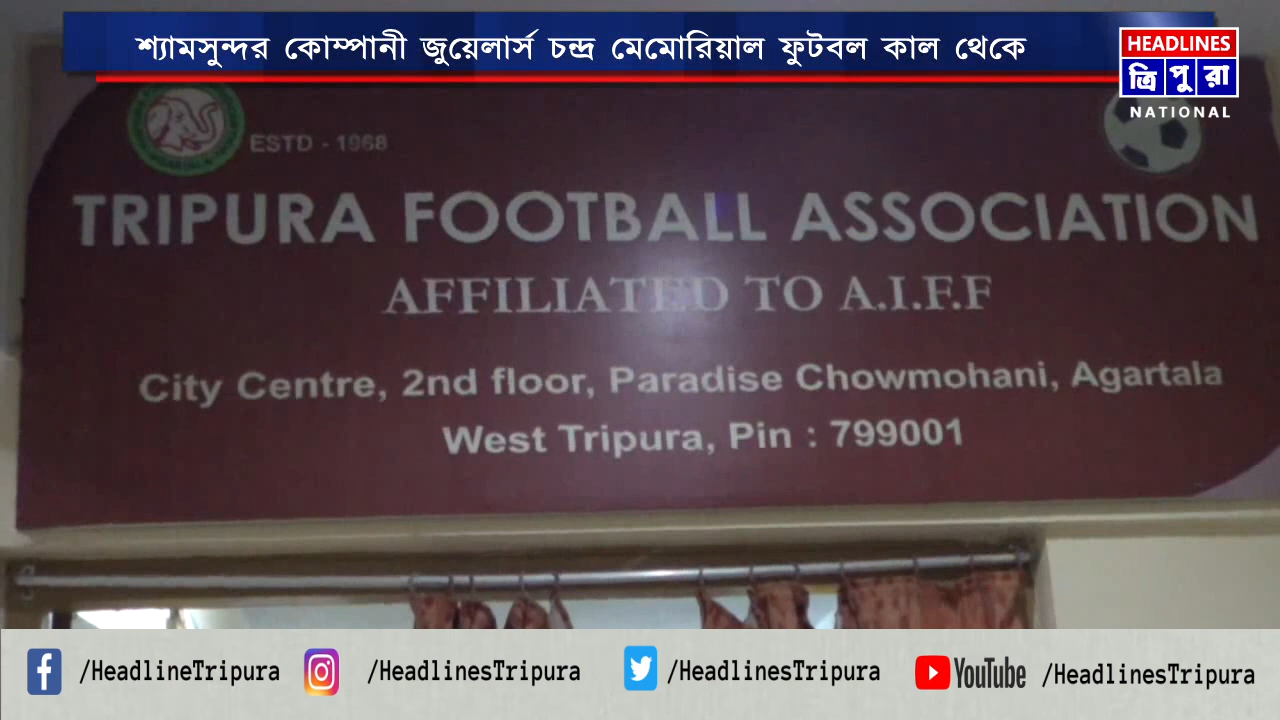 শ্যামসুন্দর কোম্পানী জুয়েলার্স চন্দ্র মেমোরিয়াল ফুটবল কাল থেকে
HEADLINES
ত্রিপুরা
NATIONAL
ESTD - 1968
TRIPURA FOOTBALL ASSOCIATION
AFFILIATED TO A.I.F.F
City Centre, 2nd floor, Paradise Chowmohani, Agartala
West Tripura, Pin : 799001
/HeadlineTripura
/HeadlinesTripura
/HeadlinesTripura
YouTube /HeadlinesTripura